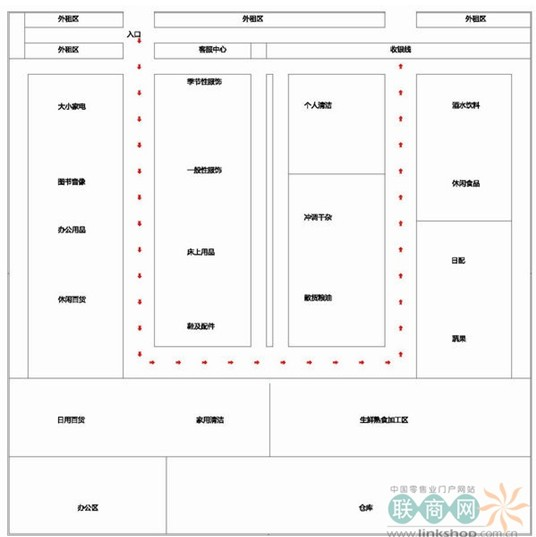 外租区 外租区 外租区
入口
外租区 客服中心 收银线
季节性服饰
大小家电 个人清洁 酒水饮料
一般性服饰
图书音像 休闲食品
冲调干杂
办公用品
床上用品 日配
休闲百货 散货粮油
鞋及配件
蔬果
日用百货 家用清洁 生鲜熟食加工区
中国零售业门户网站
办公区 仓库
联商网
www.linkshop.com.cn